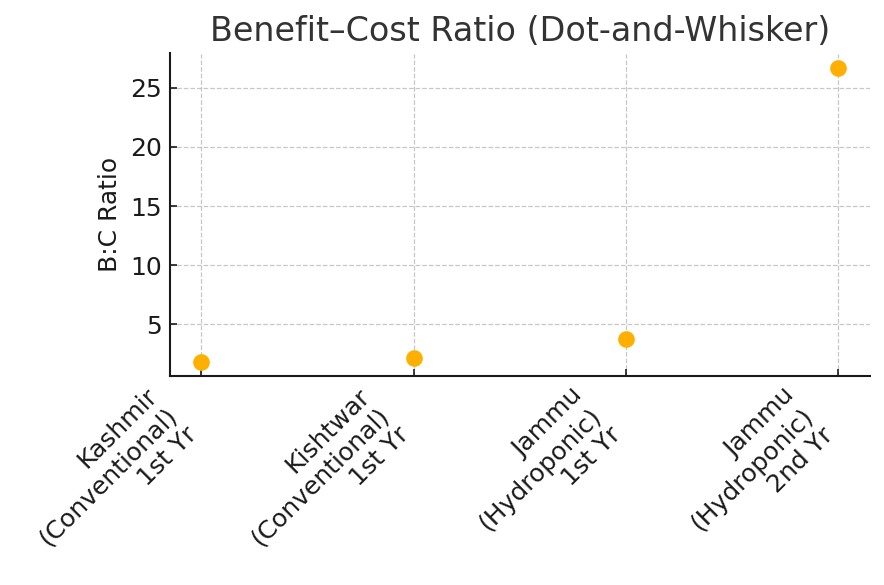 Benefit–Cost Ratio (Dot-and-Whisker)
B:C Ratio
25
20
15
10
5
Kashmir
(Conventional)
1st Yr
Kishtwar
(Conventional)
1st Yr
Jammu
(Hydroponic)
1st Yr
Jammu
(Hydroponic)
2nd Yr